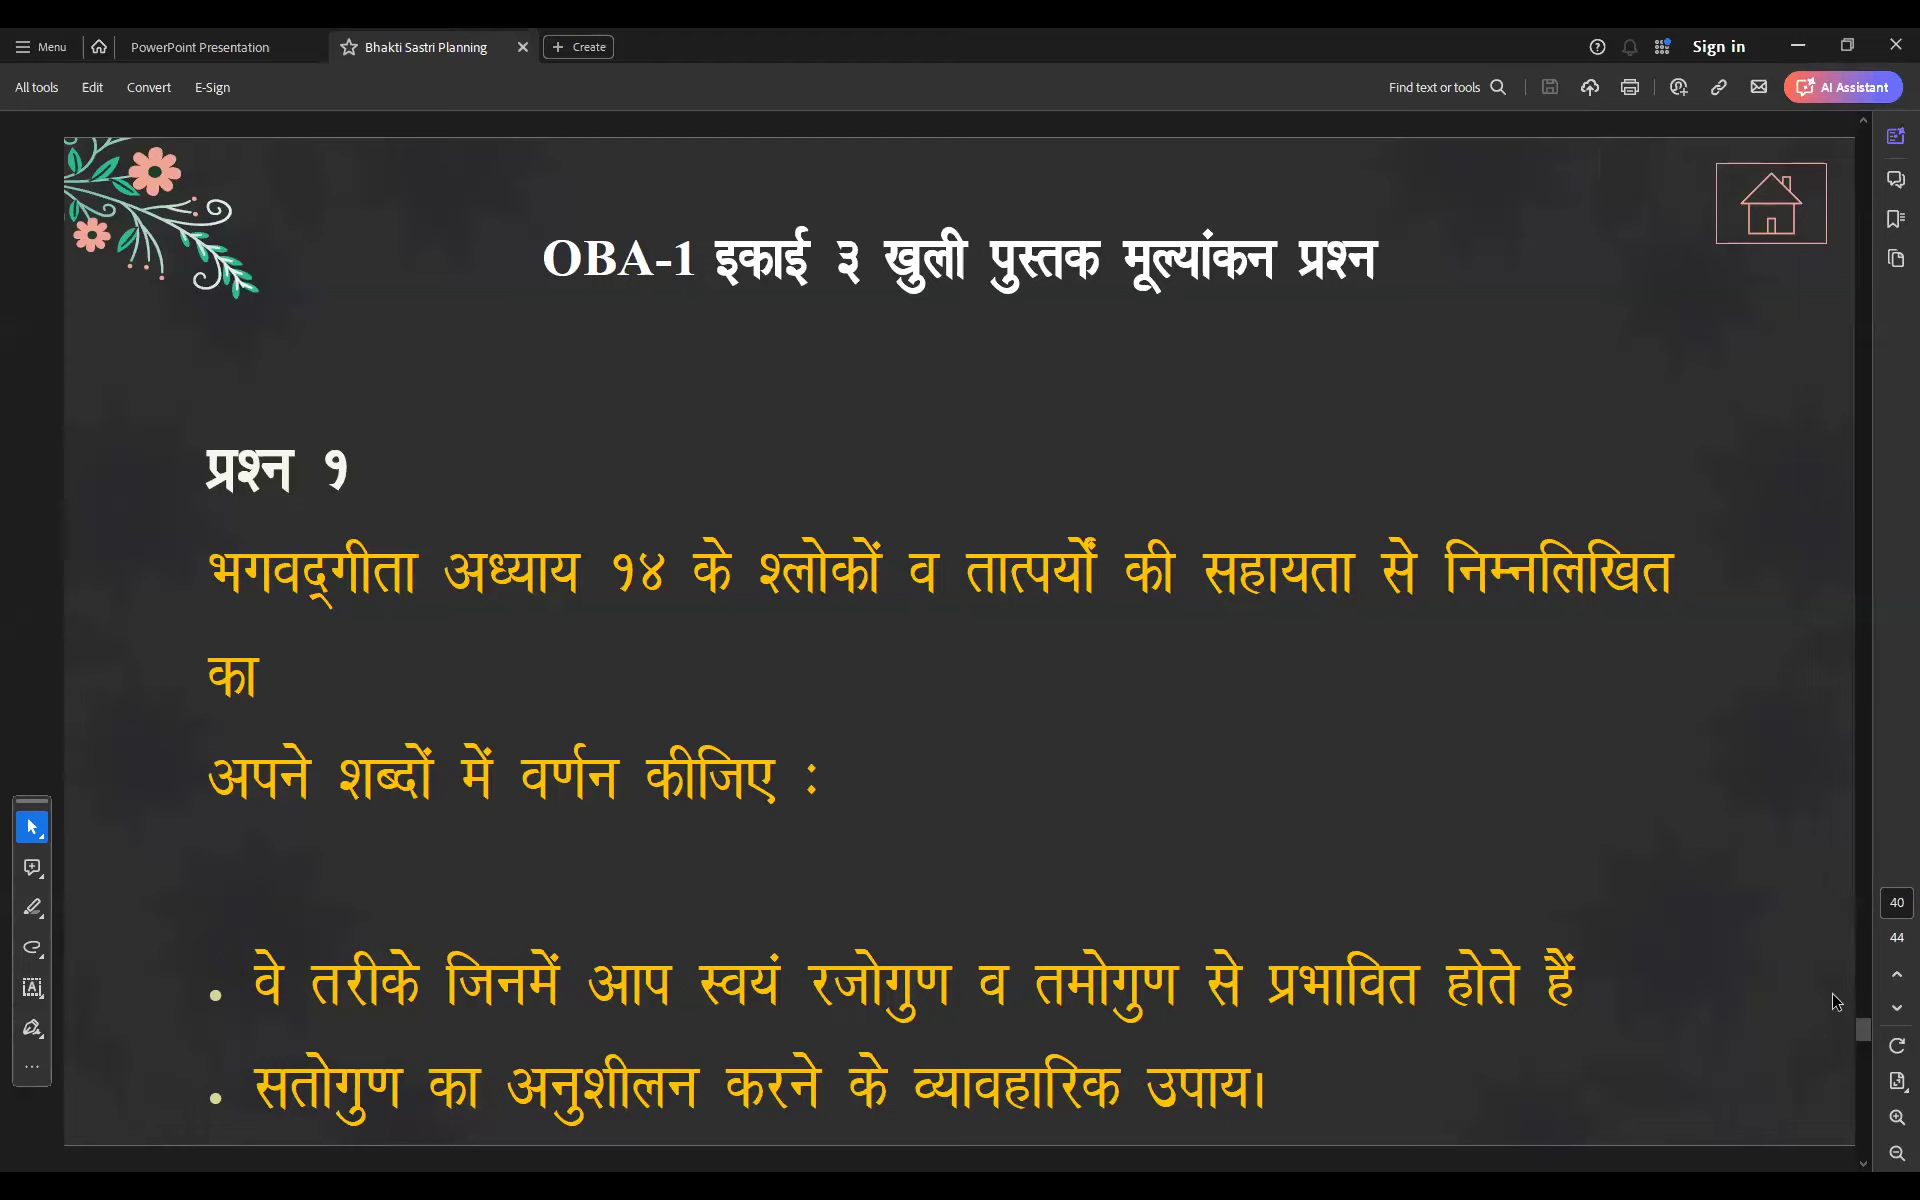 Menu
PowerPoint Presentation
Bhakti Sastri Planning
Create
Sign in
All tools
Edit
Convert
E-Sign
Find text or tools
AI Assistant
OBA-1 इकाई ३ खुली पुस्तक मूल्यांकन प्रश्न
प्रश्न १
भगवद्‌गीता अध्याय १४ के श्लोकों व तात्पर्यों की सहायता से निम्नलिखित
का
अपने शब्दों में वर्णन कीजिए :
• वे तरीके जिनमें आप स्वयं रजोगुण व तमोगुण से प्रभावित होते हैं
• सतोगुण का अनुशीलन करने के व्यावहारिक उपाय।
40
44